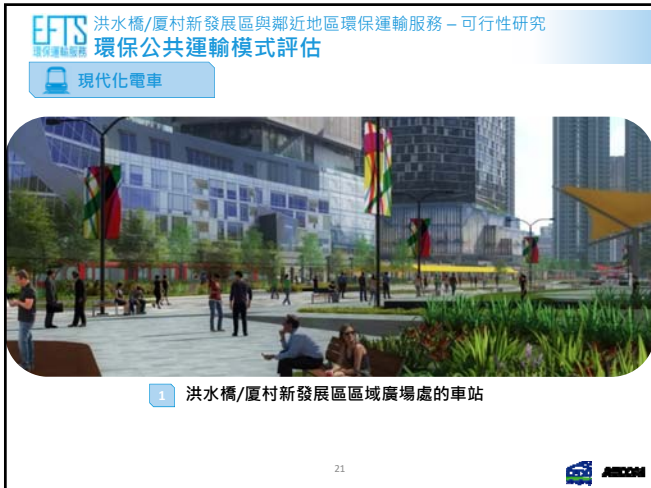 EFTS
環保運輸服務
洪水橋/厦村新發展區與鄰近地區環保運輸服務 – 可行性研究
環保公共運輸模式評估
現代化電車
1 洪水橋/厦村新發展區區域廣場處的車站
21
AECOM